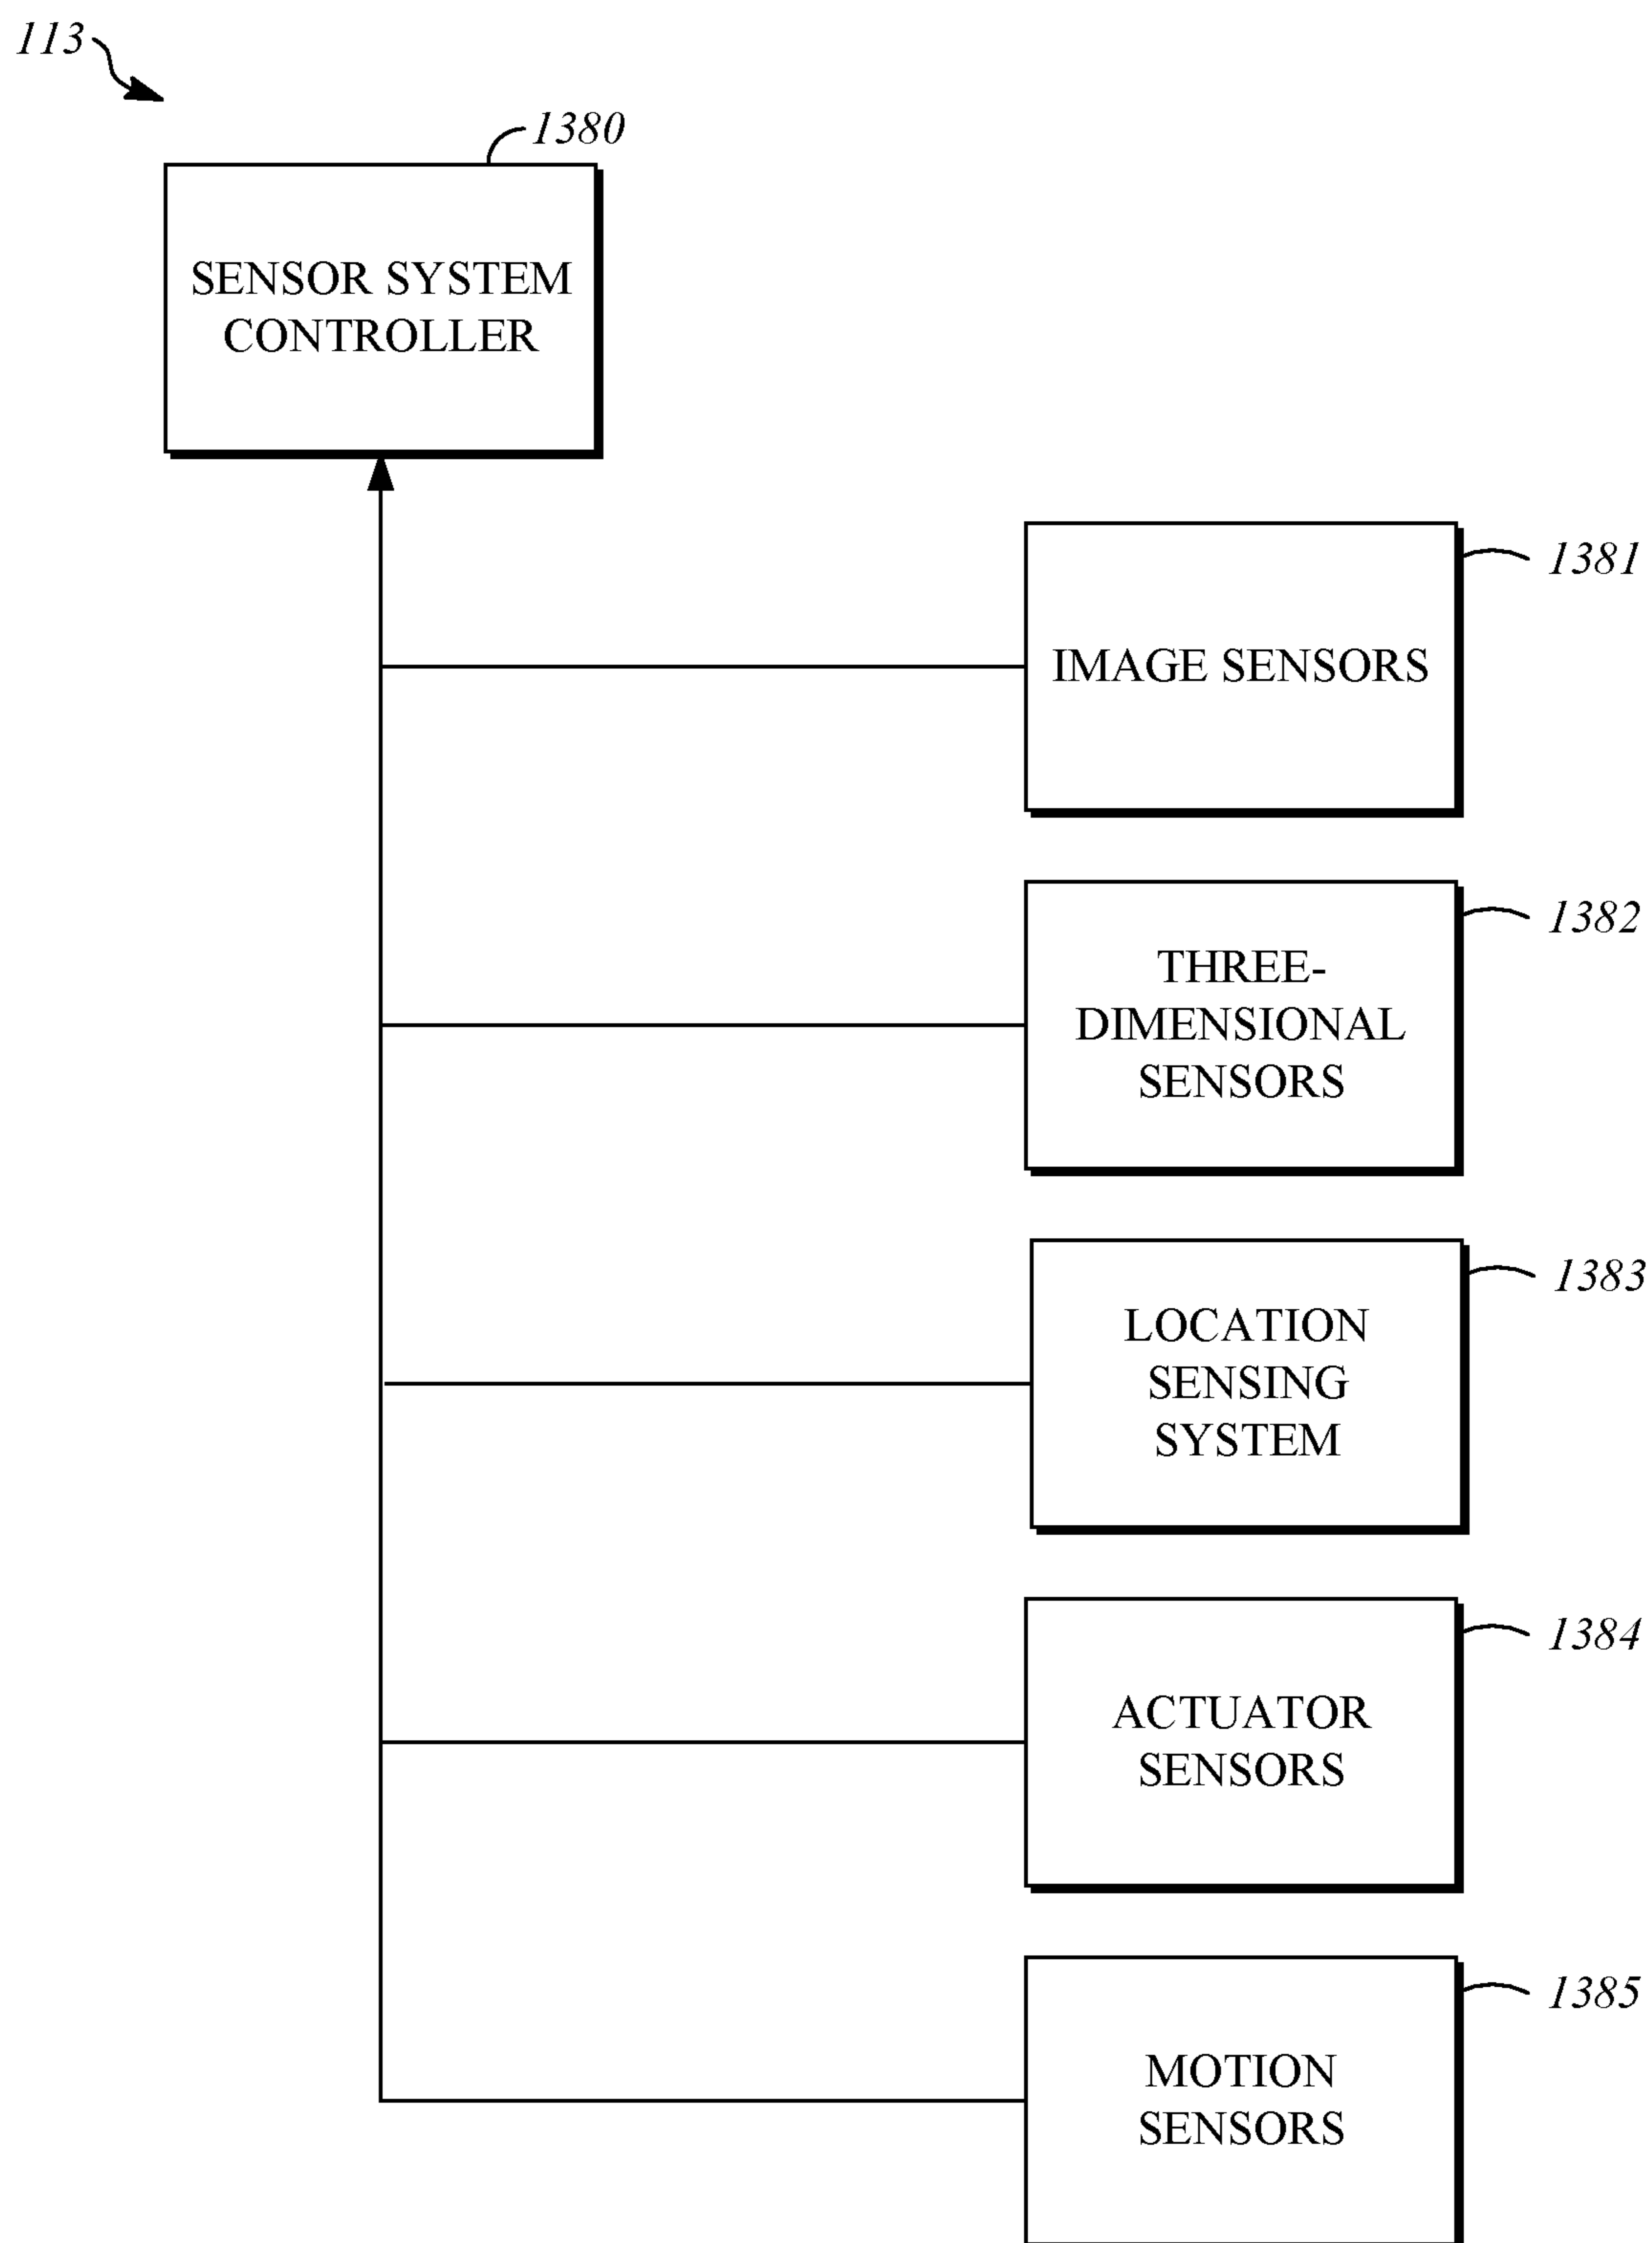 113
1380
SENSOR SYSTEM
CONTROLLER
1381
IMAGE SENSORS
1382
THREE-
DIMENSIONAL
SENSORS
1383
LOCATION
SENSING
SYSTEM
1384
ACTUATOR
SENSORS
1385
MOTION
SENSORS